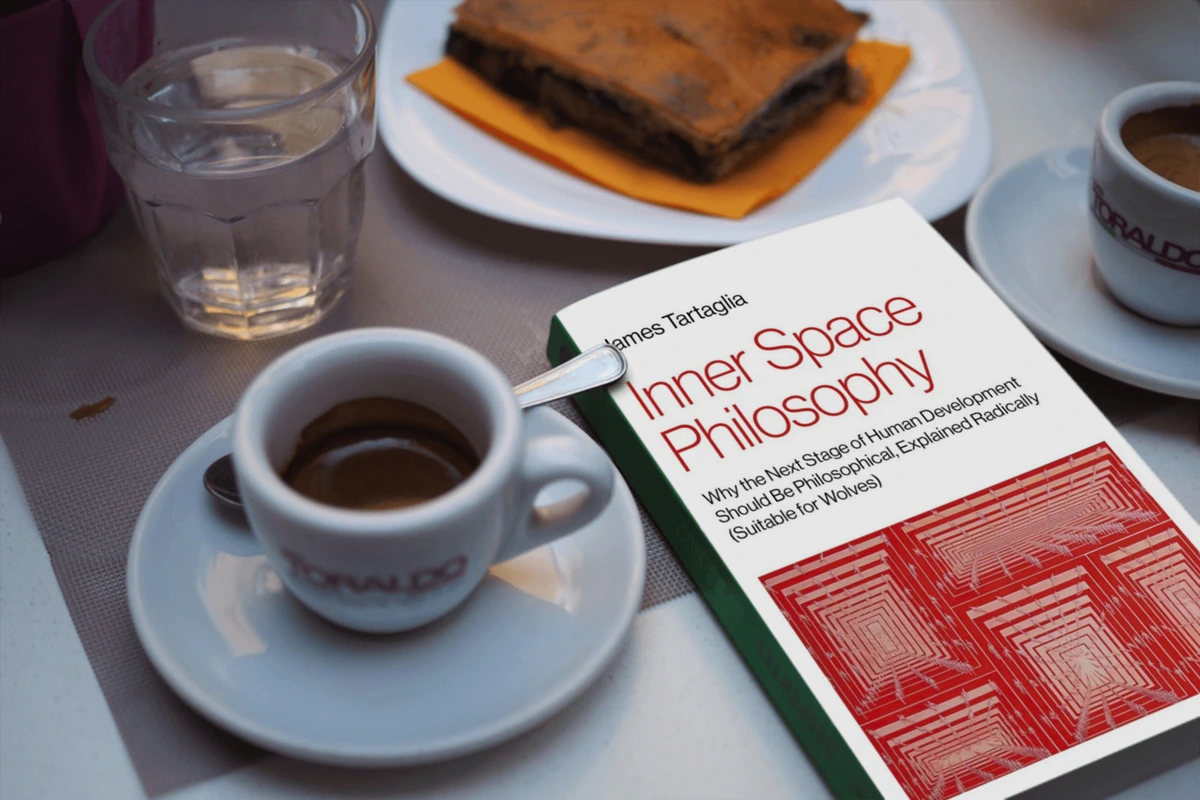 James Tartaglia
Inner Space
Philosophy
Why the Next Stage of Human Development
Should Be Philosophical, Explained Radically
(Suitable for Wolves)
TORALDO
TORALDO